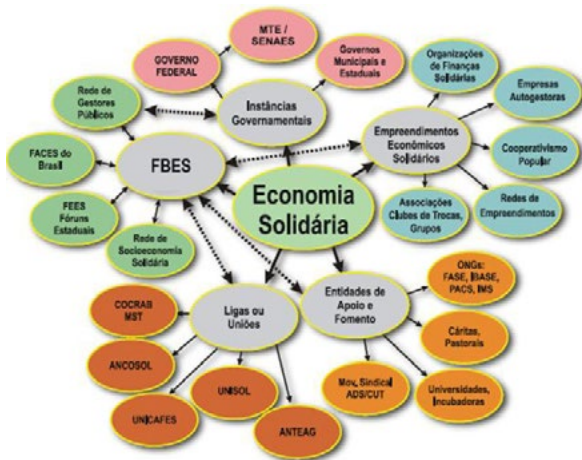 MTE /
SENAES
GOVERNO
FEDERAL
Governos
Municipais e
Estaduais
Organizações
de Finanças
Solidárias
Rede de
Gestores
Públicos
Instâncias
Governamentais
Empresas
Autogestoras
Empreendimentos
Econômicos
Solidários
FACES do
Brasil
FBES
Cooperativismo
Popular
Economia
Solidária
FEES
Fóruns
Estaduais
Associações
Clubes de Trocas,
Grupos
Redes de
Empreendimentos
Rede de
Socioeconomia
Solidária
ONGs:
FASE, IBASE,
PACS, IMS
COCRAB
MST
Ligas ou
Uniões
Entidades de
Apoio e
Fomento
Cáritas,
Pastorais
ANCOSOL
UNISOL
Mov. Sindical
ADS/CUT
Universidades,
Incubadoras
UNICAFES
ANTEAG